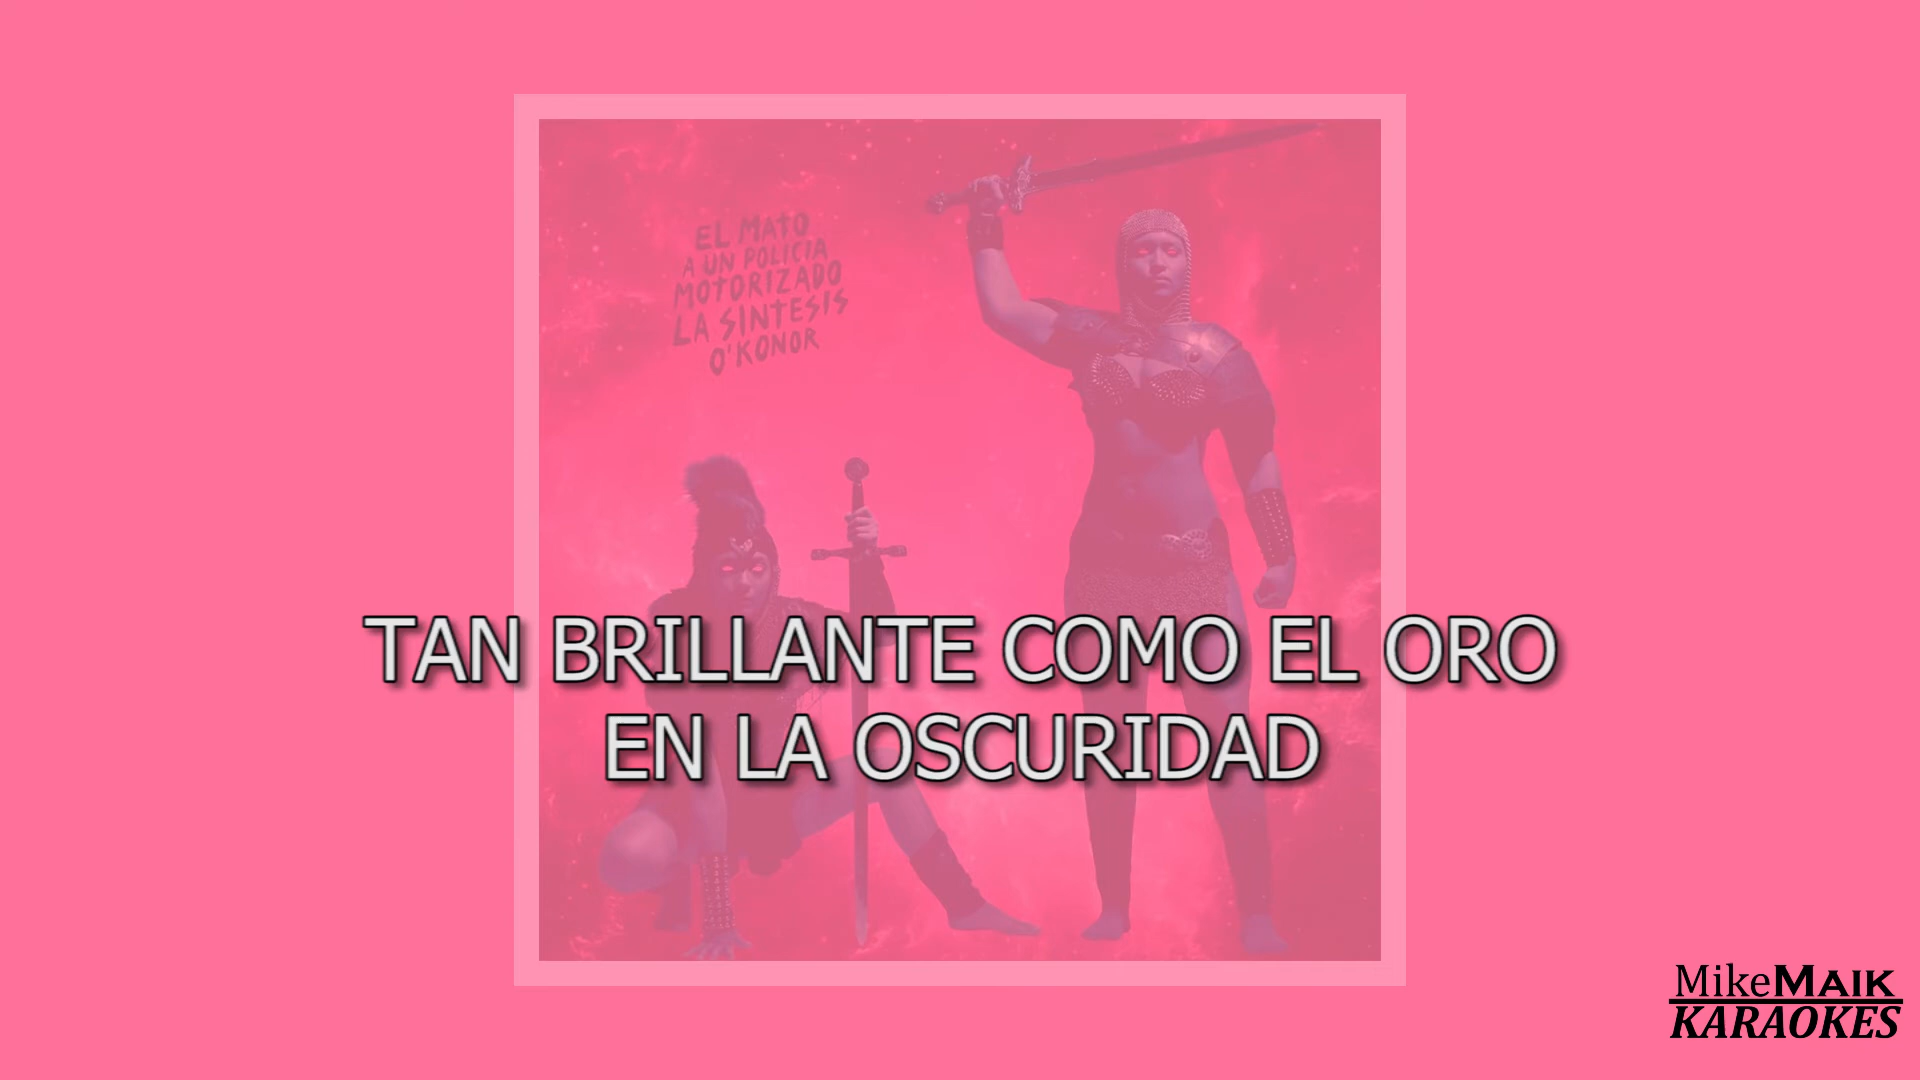 EL MATO
A UN POLICIA
MOTORIZADO
LA SINTESIS
O'KONOR
TAN BRILLANTE COMO EL ORO
EN LA OSCURIDAD
MikeMAIK
KARAOKES